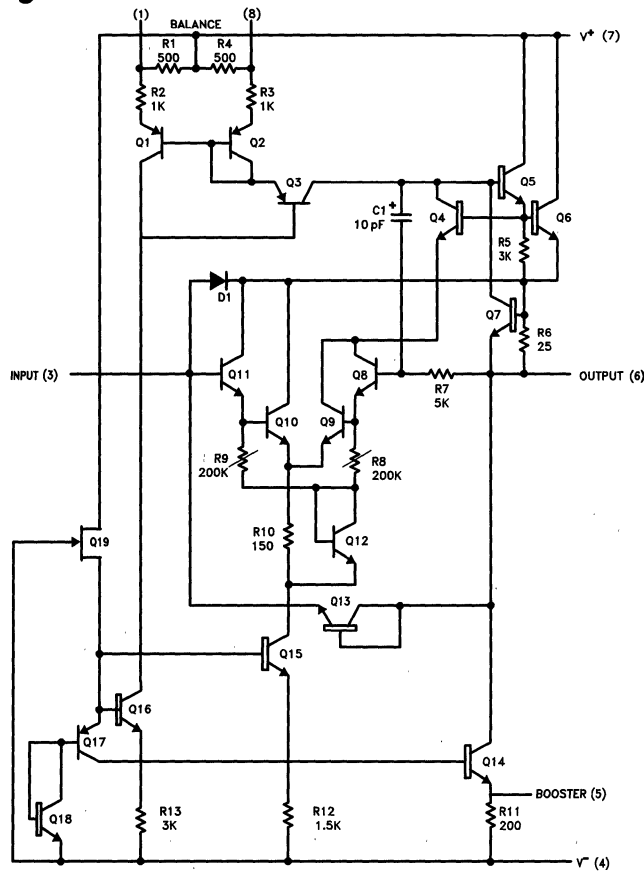 (1) (8)
BALANCE
V+ (7)
R1
500
R4
500
R2
1K
R3
1K
Q1
Q2
Q3
Q5
C1
+
10 pF
Q4
Q6
R5
3K
D1
Q7
R6
25
INPUT (3)
Q11
Q8
R7
5K
OUTPUT (6)
Q10
Q9
R9
200K
R8
200K
Q19
R10
150
Q12
Q13
Q15
Q16
Q17
Q14
BOOSTER (5)
Q18
R13
3K
R12
1.5K
R11
200
V- (4)